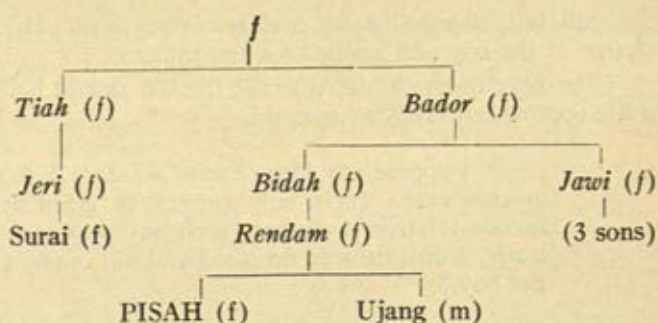 f
Tiah (f) Bador (f)
Jeri (f) Bidah (f) Jawi (f)
Surai (f) Rendam (f) (3 sons)
PISAH (f) Ujang (m)